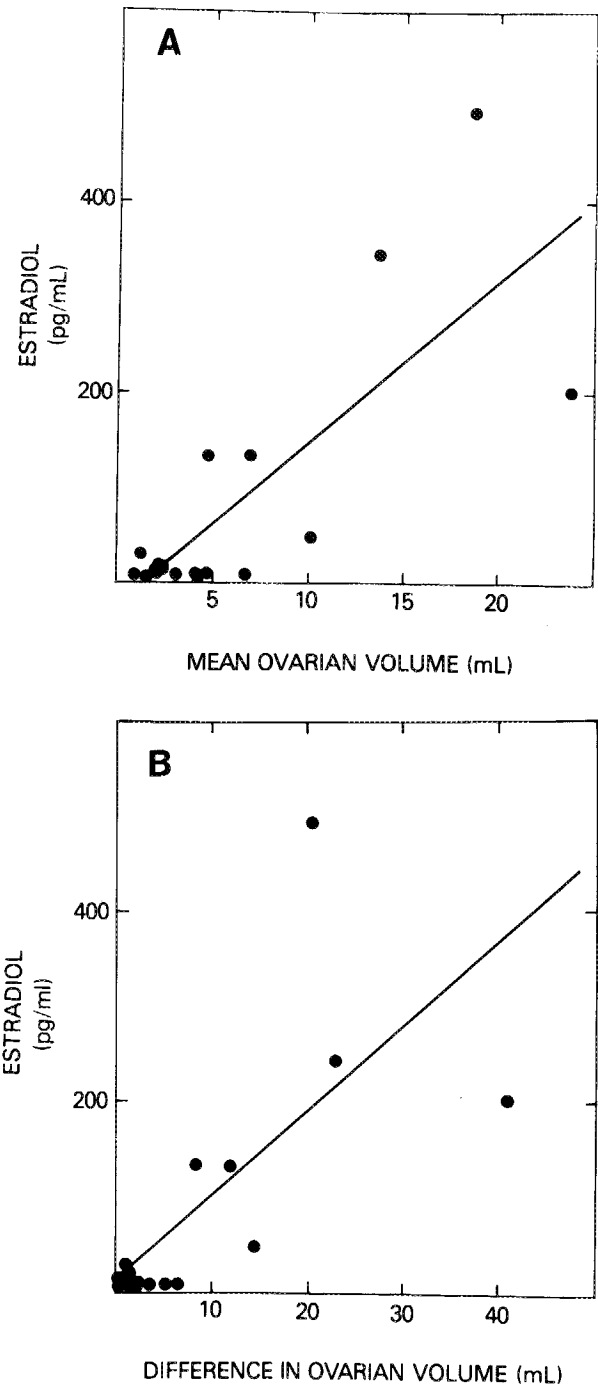 A
400
ESTRADIOL
(pg/mL)
200
5 10 15 20
MEAN OVARIAN VOLUME (mL)
B
400
ESTRADIOL
(pg/ml)
200
10 20 30 40
DIFFERENCE IN OVARIAN VOLUME (mL)